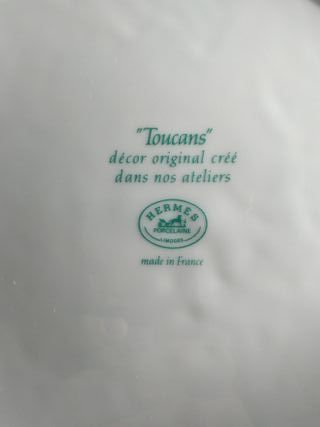 "Toucans"
décor original créé
dans nos ateliers
HERMES
PORCELAINE
LIMOGES
made in France